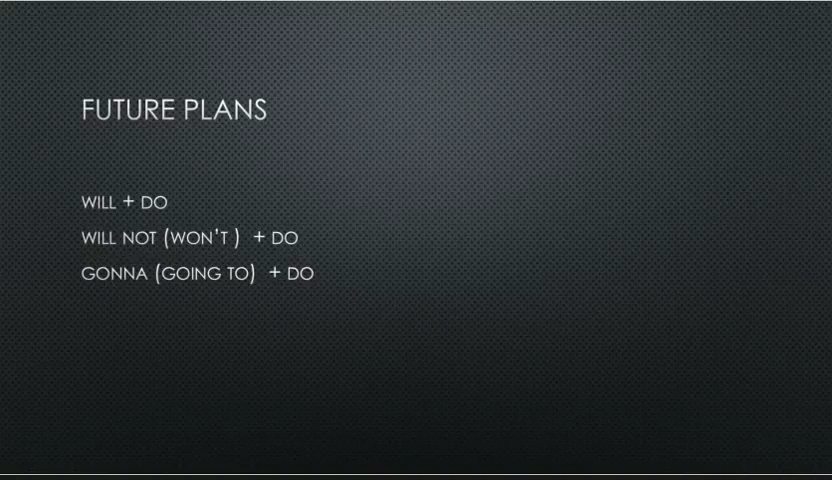 FUTURE PLANS
WILL + DO
WILL NOT (WON'T ) + DO
GONNA (GOING TO) + DO